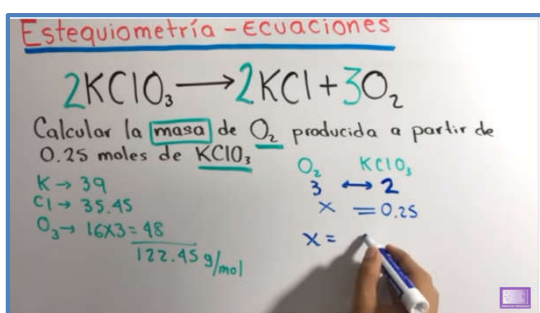 Estequiometría - Ecuaciones
2KClO₃ → 2KCl + 3O₂
Calcular la masa de O₂ producida a partir de
0.25 moles de KClO₃
K → 39
Cl → 35.45
O₃ → 16x3 = 48
122.45 g/mol
O₂ KClO₃
3 ↔ 2
x = 0.25
x =